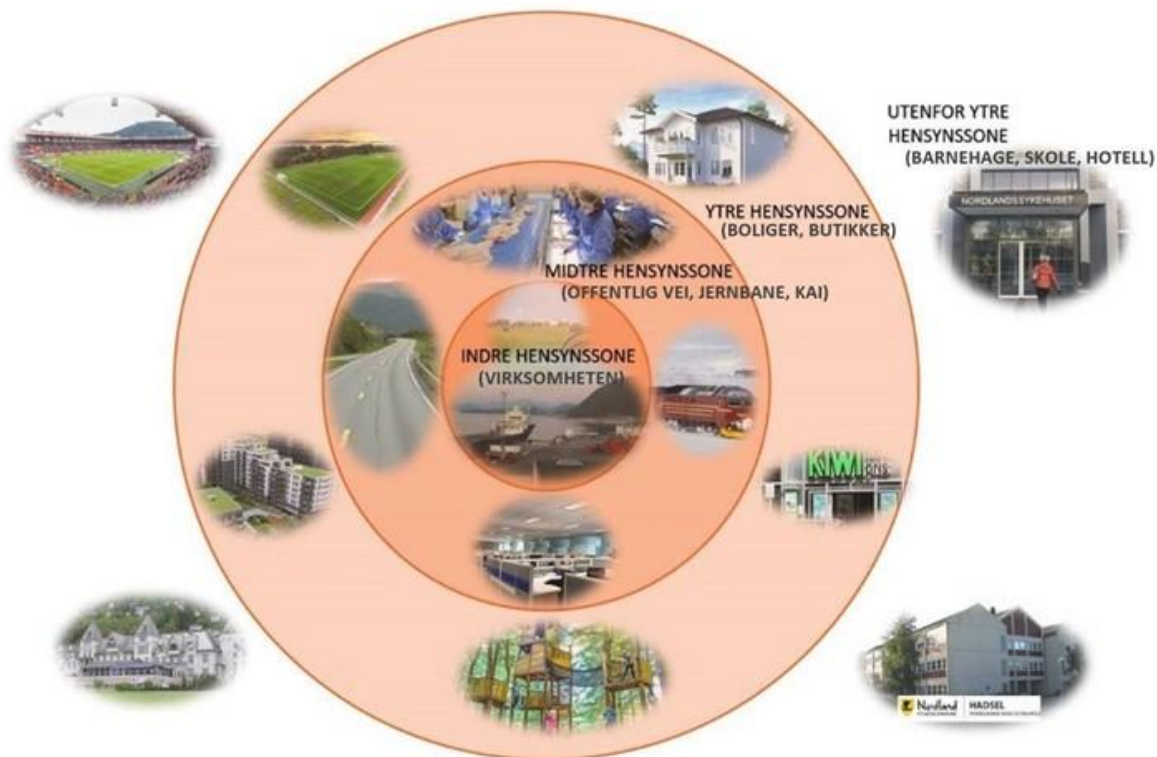 UTENFOR YTRE
HENSYNSSONE
(BARNEHAGE, SKOLE, HOTELL)
NORDLANDSSYKEHUSET
YTRE HENSYNSSONE
(BOLIGER, BUTIKKER)
MIDTRE HENSYNSSONE
(OFFENTLIG VEI, JERNBANE, KAI)
INDRE HENSYNSSONE
(VIRKSOMHETEN)
KIWI
Nordland
HADSEL